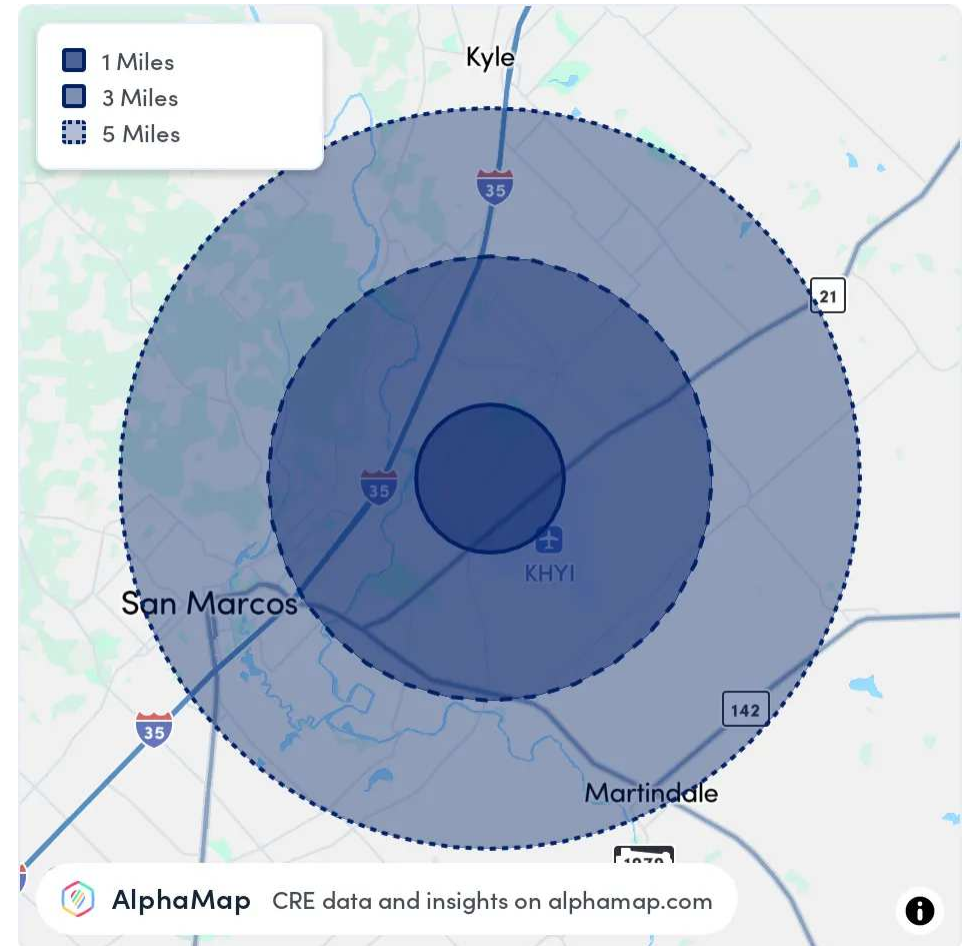 1 Miles
3 Miles
5 Miles
Kyle
35
21
35
KHYI
San Marcos
142
35
Martindale
AlphaMap CRE data and insights on alphamap.com